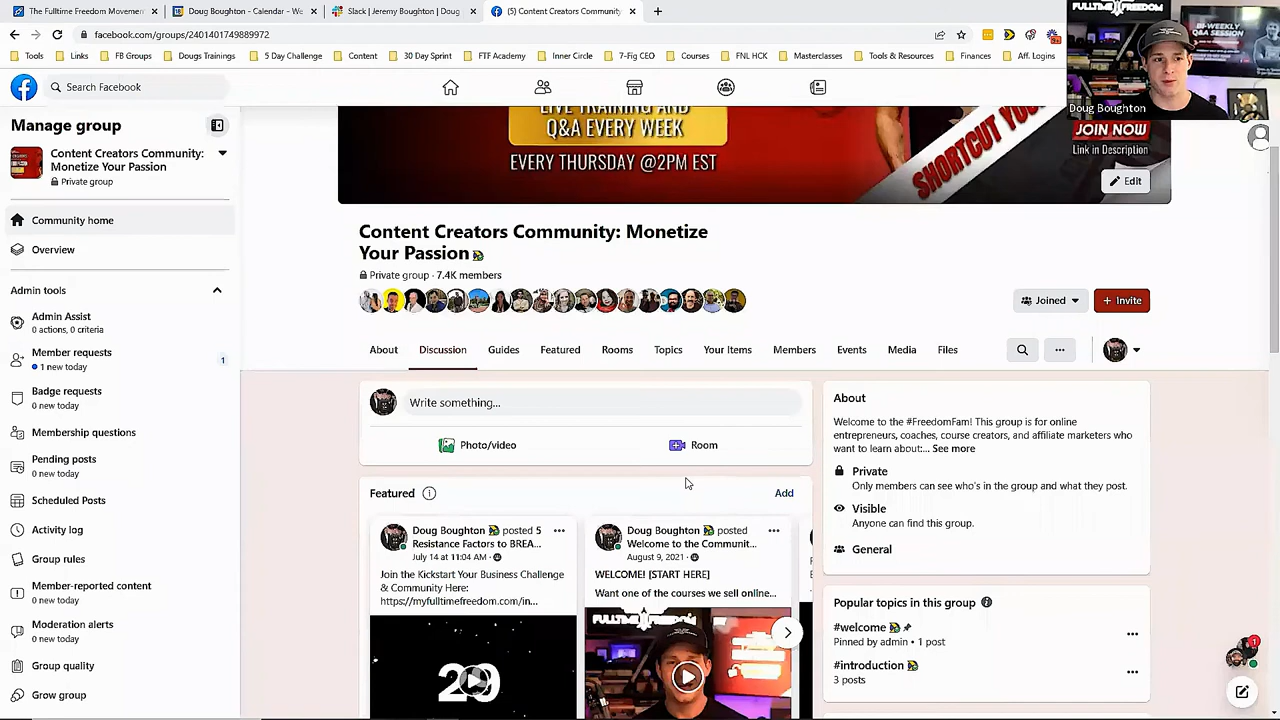 The Fulltime Freedom Movemen
Doug Boughton - Calendar - We
Slack | Jeremy Boughton | Doug
(5) Content Creators Community:
facebook.com/groups/2401401749889972
Tools
Links
FB Groups
Dougs Trainings
5 Day Challenge
Content
Play Sprint
FTF Academy
Inner Circle
7-Fig CEO
Courses
FNL HCK
Masterclasses
Tools & Resources
Finances
Aff. Logins
FULLTIME FREEDOM
BI-WEEKLY
Q&A SESSION
Doug Boughton
Search Facebook
Manage group
Content Creators Community:
Monetize Your Passion
Private group
Community home
Overview
Admin tools
Admin Assist
0 actions, 0 criteria
Member requests
1 new today
1
Badge requests
0 new today
Membership questions
Pending posts
0 new today
Scheduled Posts
Activity log
Group rules
Member-reported content
0 new today
Moderation alerts
0 new today
Group quality
Grow group
LIVE TRAINING AND
Q&A EVERY WEEK
EVERY THURSDAY @2PM EST
SHORTCUT YOU
JOIN NOW
Link in Description
Edit
Content Creators Community: Monetize
Your Passion
Private group · 7.4K members
Joined
+ Invite
About
Discussion
Guides
Featured
Rooms
Topics
Your Items
Members
Events
Media
Files
Write something...
Photo/video
Room
Featured
Add
Doug Boughton posted 5
Resistance Factors to BREA...
July 14 at 11:04 AM
Join the Kickstart Your Business Challenge
& Community Here:
https://myfulltimefreedom.com/in...
29
Doug Boughton posted
Welcome to the Communit...
August 9, 2021
WELCOME! [START HERE]
Want one of the courses we sell online...
FULLTIME FREEDOM
About
Welcome to the #FreedomFam! This group is for online
entrepreneurs, coaches, course creators, and affiliate marketers who
want to learn about:... See more
Private
Only members can see who's in the group and what they post.
Visible
Anyone can find this group.
General
Popular topics in this group
#welcome
Pinned by admin • 1 post
#introduction
3 posts
1